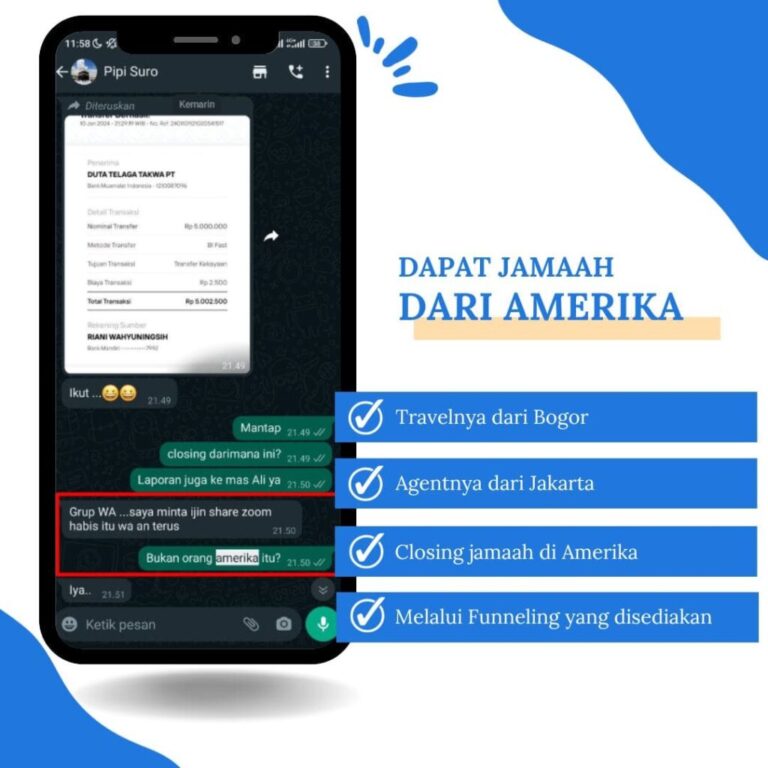 11:58
Pipi Suro
Diteruskan
Kemarin
10 Jan 2024 - 21:29:19 WIB - No. Ref
Penerima
DUTA TELAGA TAKWA PT
Bank Muamalat Indonesia -
Detail Transaksi
Nominal Transfer Rp 5.000.000
Metode Transfer BI Fast
Tujuan Transaksi Transfer Kekayaan
Biaya Transaksi Rp 2.500
Total Transaksi Rp 5.002.500
Rekening Sumber
RIANI WAHYUNINGSIH
Bank Mandiri
21.49
Ikut ...😆😆 21.49
Mantap 21.49
closing darimana ini? 21.49
Laporan juga ke mas Ali ya 21.50
Grup WA ...saya minta ijin share zoom
habis itu wa an terus
21.50
Bukan orang amerika itu? 21.50
Iya.. 21.51
Ketik pesan
DAPAT JAMAAH
DARI AMERIKA
Travelnya dari Bogor
Agentnya dari Jakarta
Closing jamaah di Amerika
Melalui Funneling yang disediakan